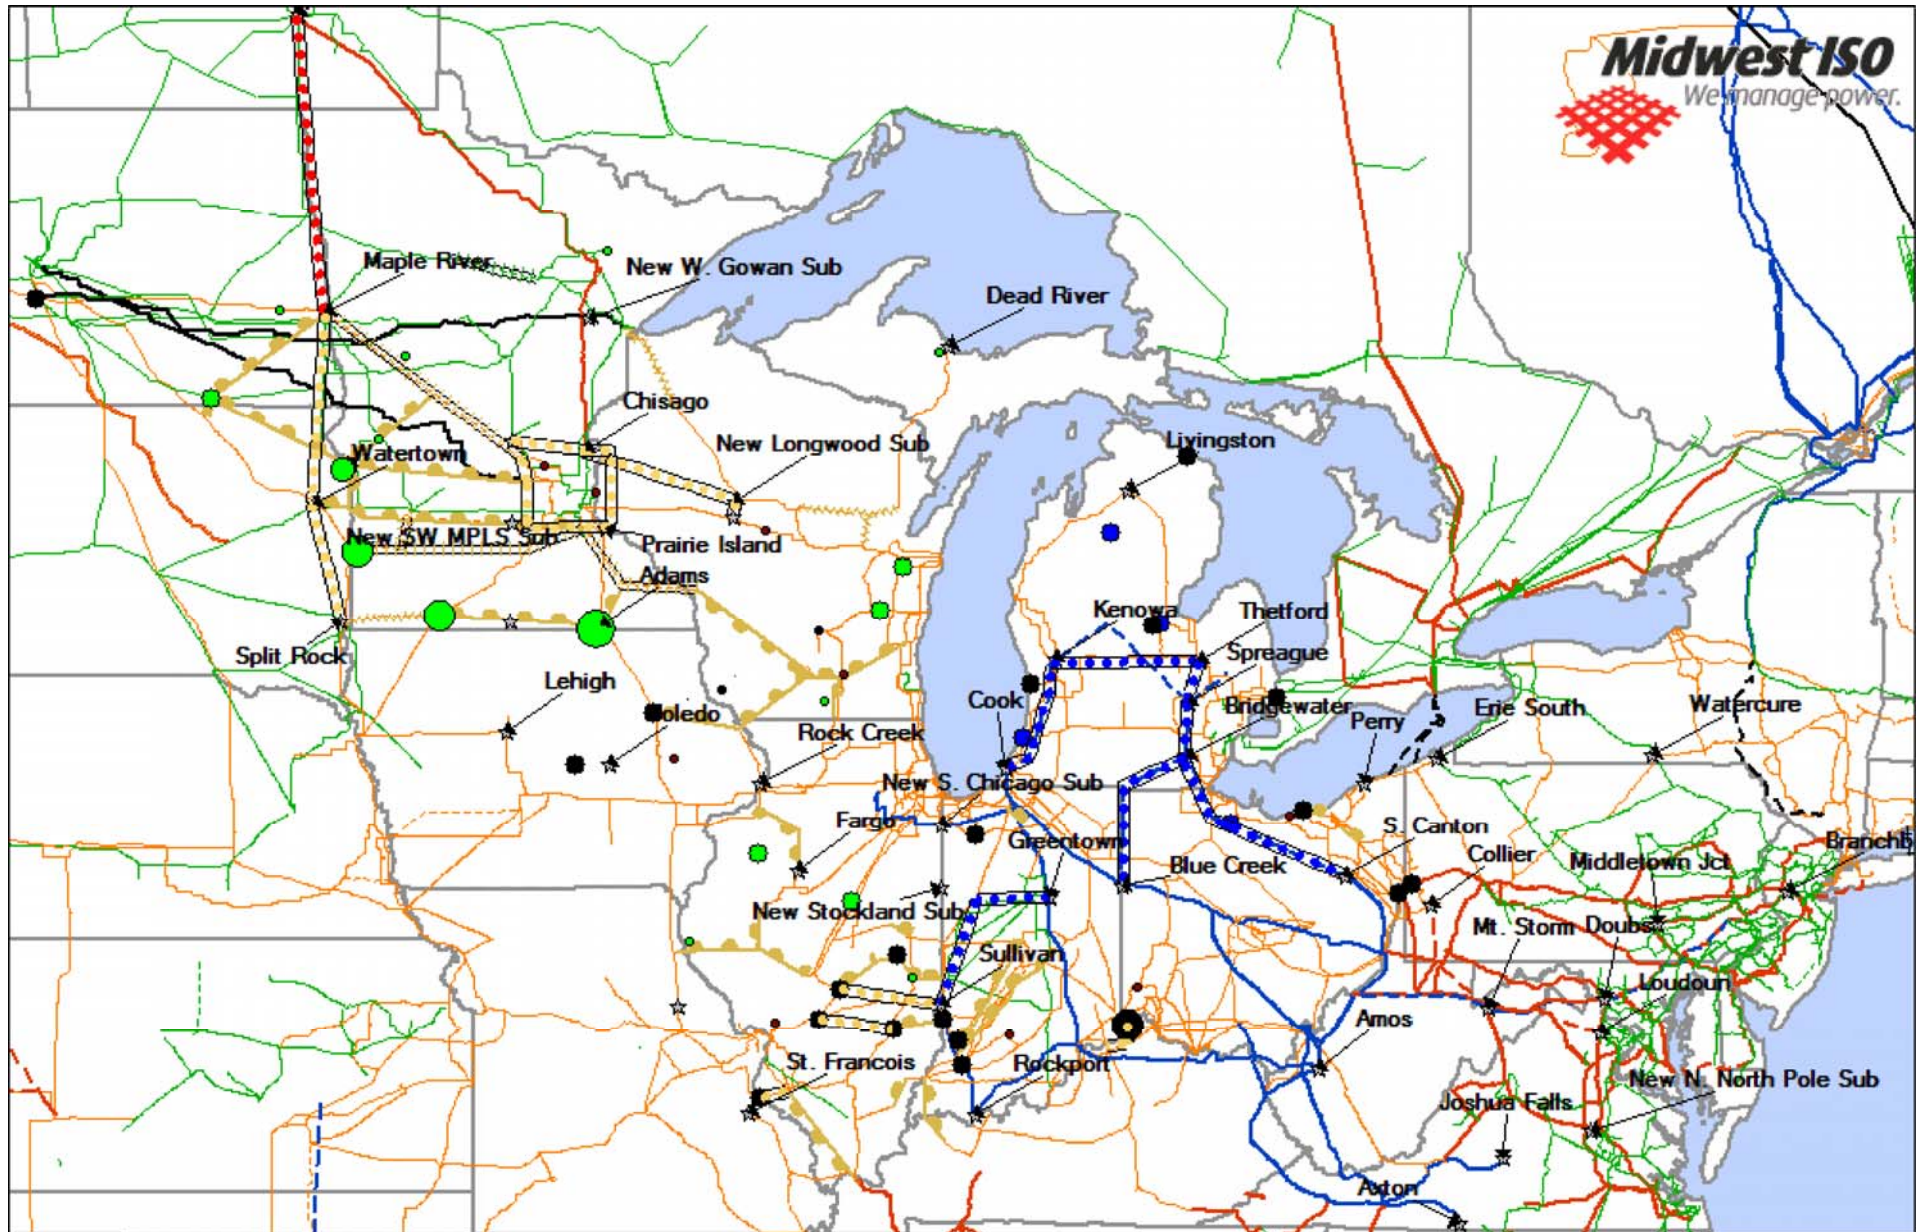 Midwest ISO
We manage power.
Maple River
New W. Gowan Sub
Dead River
Chisago
Watertown
New Longwood Sub
Livingston
New SW MPLS Sub
Prairie Island
Adams
Kenowa
Thetford
Spreague
Split Rock
Lehigh
Toledo
Cook
Bridgewater
Perry
Erie South
Watercure
Rock Creek
New S. Chicago Sub
Fargo
Greentown
S. Canton
Collier
Middletown Jct
Branchb
Blue Creek
New Stockland Sub
Mt. Storm
Doubs
Sullivan
Loudoun
Amos
St. Francois
Rockport
New N. North Pole Sub
Joshua Falls
Axton